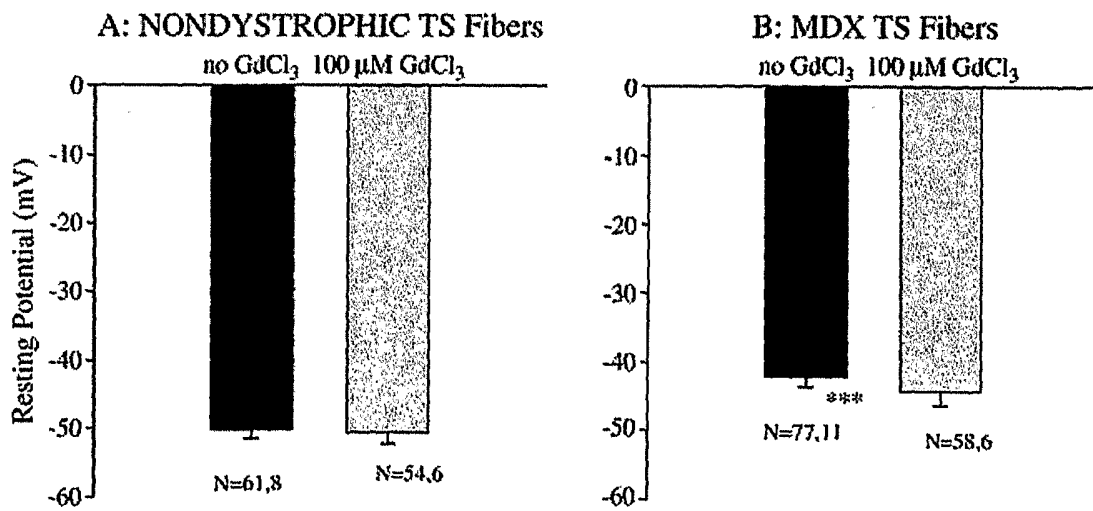 A: NONDYSTROPHIC TS Fibers
no GdCl₃ 100 µM GdCl₃
0
-10
-20
-30
-40
-50
-60
Resting Potential (mV)
N=61,8
N=54,6
B: MDX TS Fibers
no GdCl₃ 100 µM GdCl₃
0
-10
-20
-30
-40
-50
-60
***
N=77,11
N=58,6